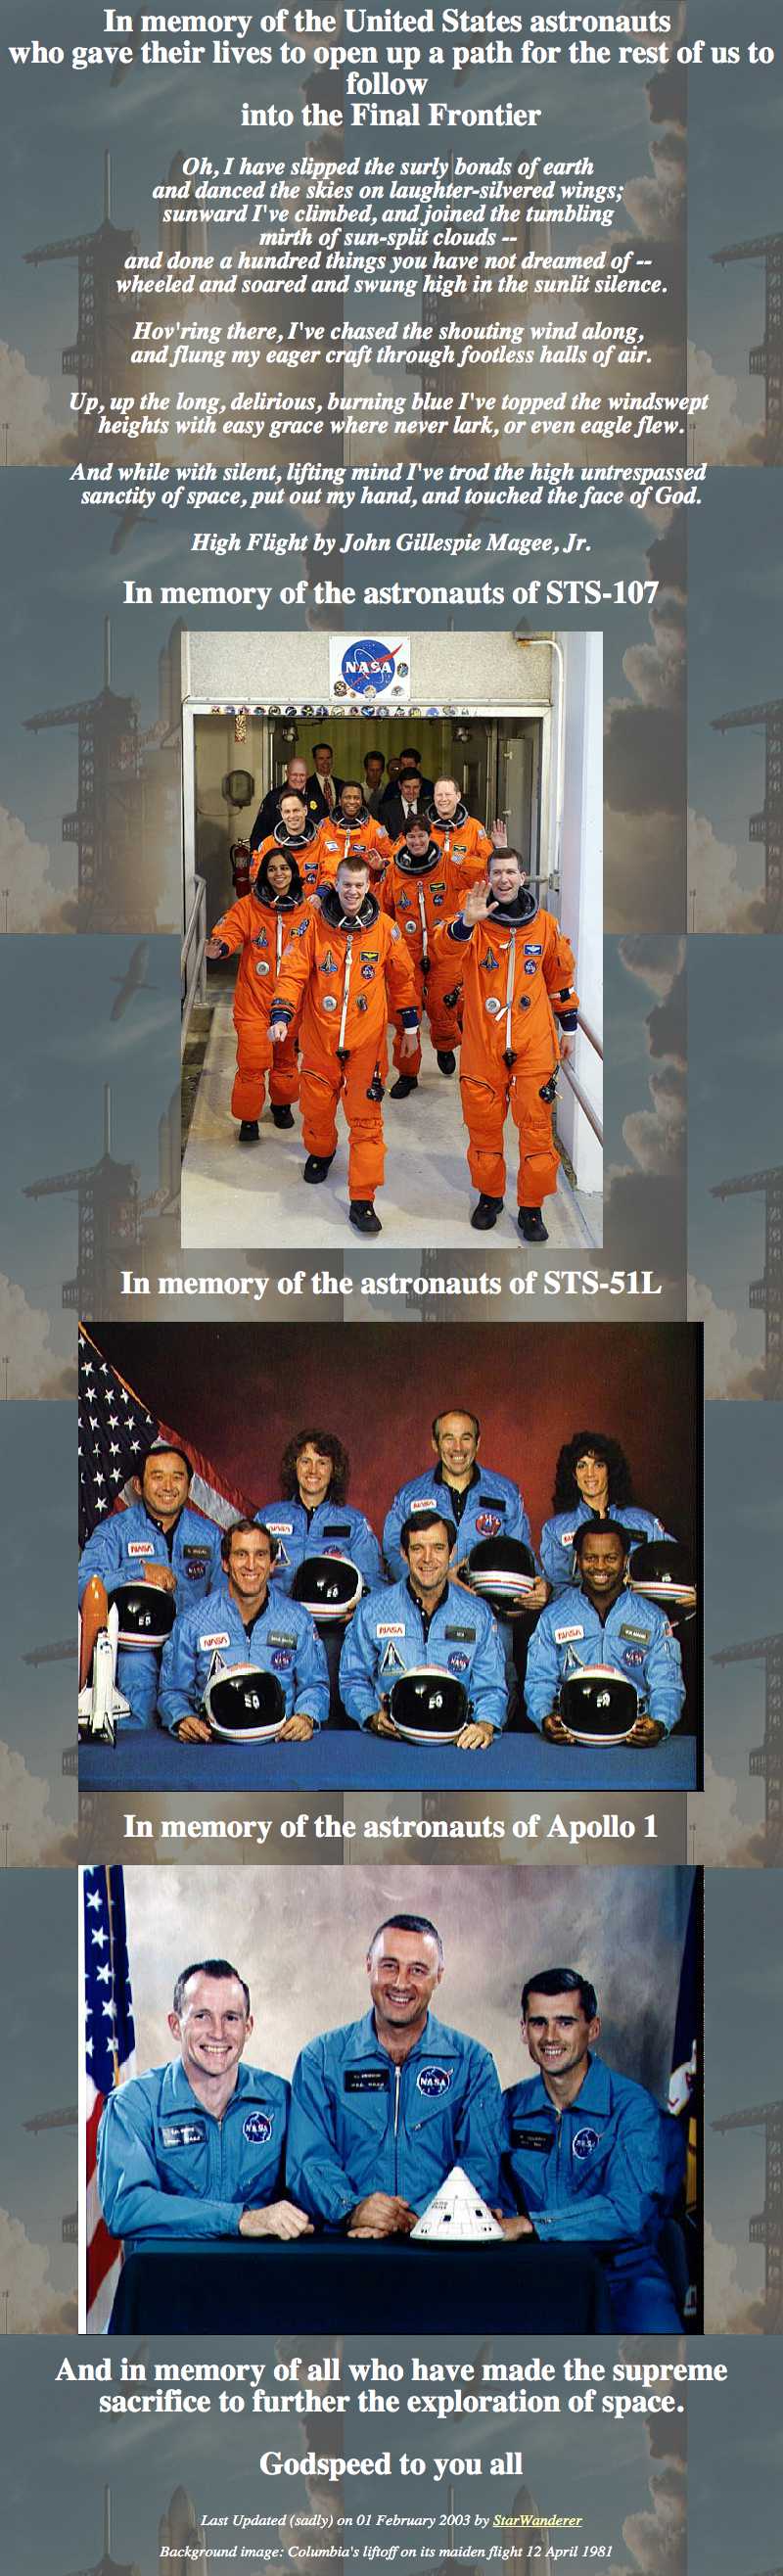 In memory of the United States astronauts
who gave their lives to open up a path for the rest of us to
follow
into the Final Frontier
Oh, I have slipped the surly bonds of earth
and danced the skies on laughter-silvered wings;
sunward I've climbed, and joined the tumbling
mirth of sun-split clouds --
and done a hundred things you have not dreamed of --
wheeled and soared and swung high in the sunlit silence.
Hov'ring there, I've chased the shouting wind along,
and flung my eager craft through footless halls of air.
Up, up the long, delirious, burning blue I've topped the windswept
heights with easy grace where never lark, or even eagle flew.
And while with silent, lifting mind I've trod the high untrespassed
sanctity of space, put out my hand, and touched the face of God.
High Flight by John Gillespie Magee, Jr.
In memory of the astronauts of STS-107
NASA
In memory of the astronauts of STS-51L
NASA
NASA
NASA
NASA
NASA
NASA
NASA
In memory of the astronauts of Apollo 1
NASA
NASA
NASA
And in memory of all who have made the supreme
sacrifice to further the exploration of space.
Godspeed to you all
Last Updated (sadly) on 01 February 2003 by StarWanderer
Background image: Columbia's liftoff on its maiden flight 12 April 1981